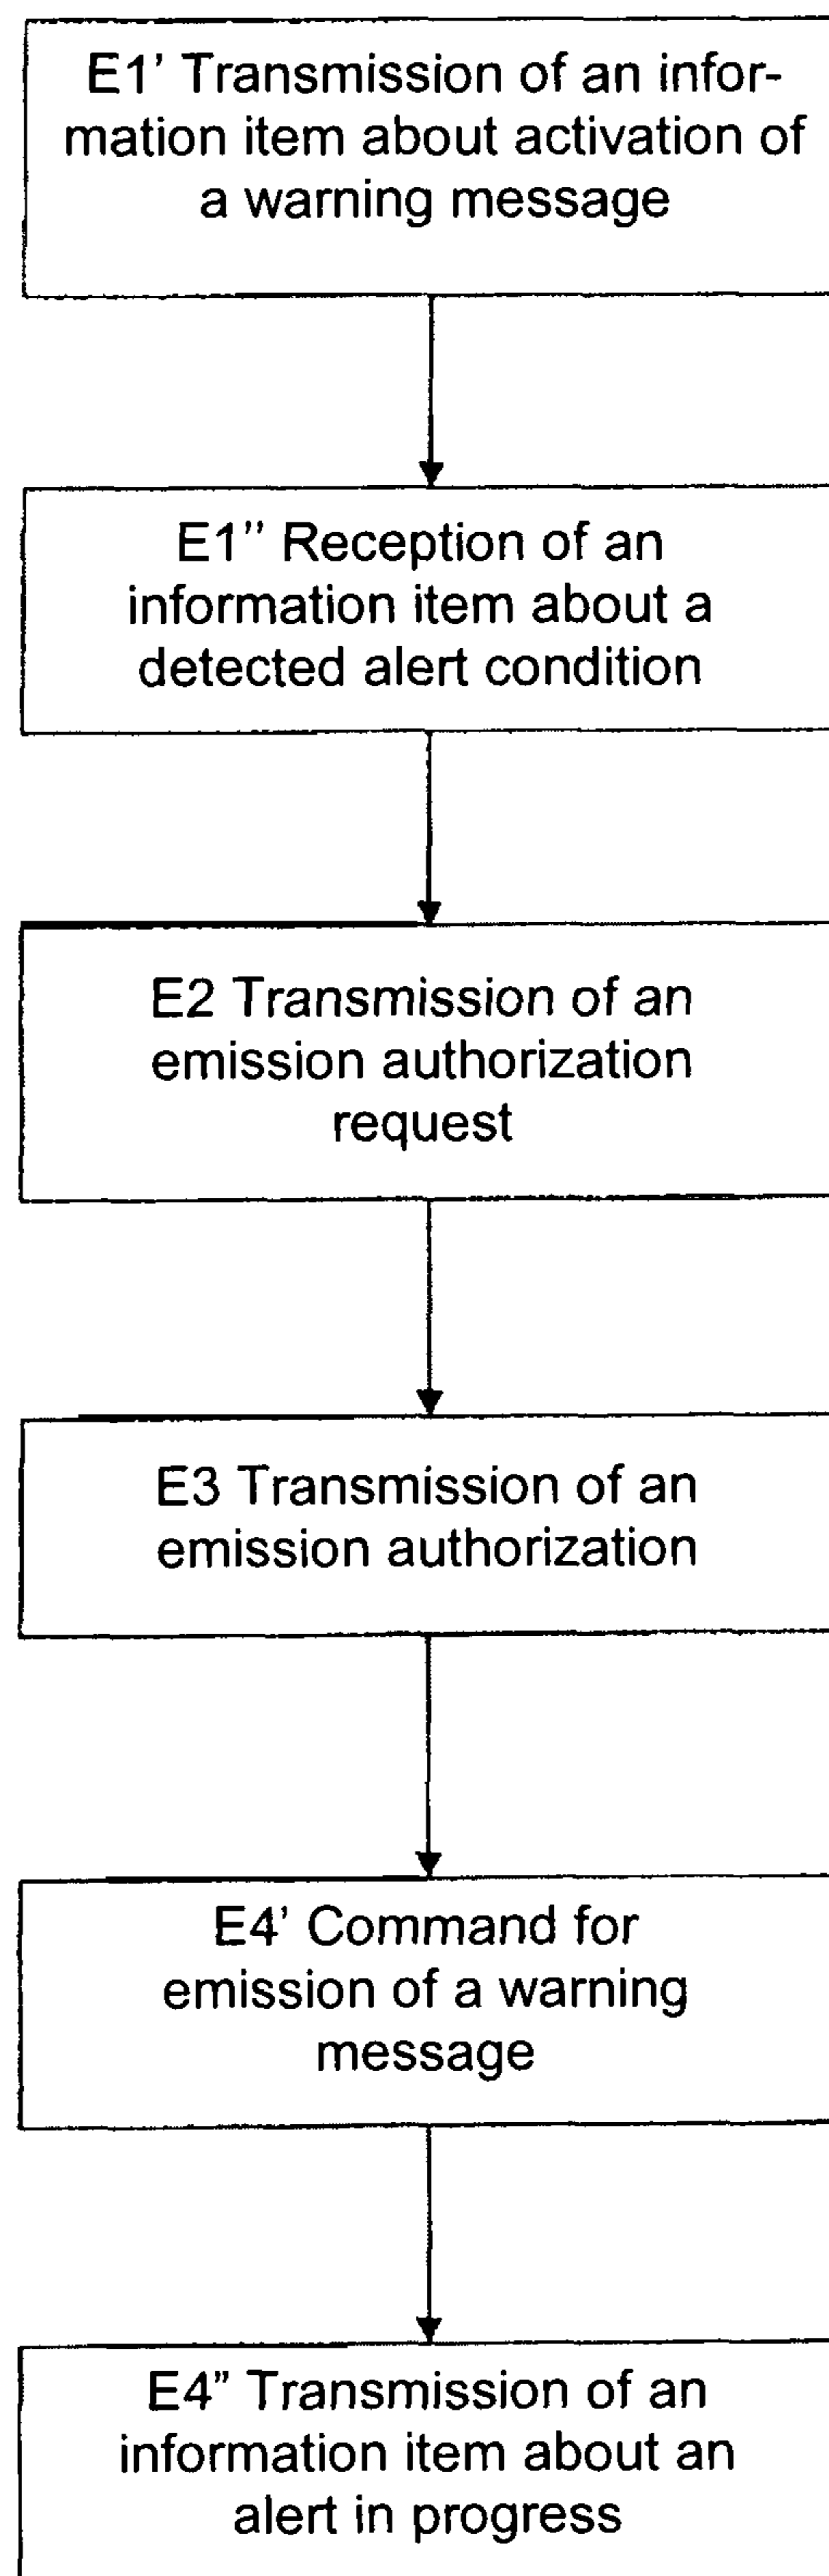 E1' Transmission of an infor-
mation item about activation of
a warning message
E1'' Reception of an
information item about a
detected alert condition
E2 Transmission of an
emission authorization
request
E3 Transmission of an
emission authorization
E4' Command for
emission of a warning
message
E4" Transmission of an
information item about an
alert in progress